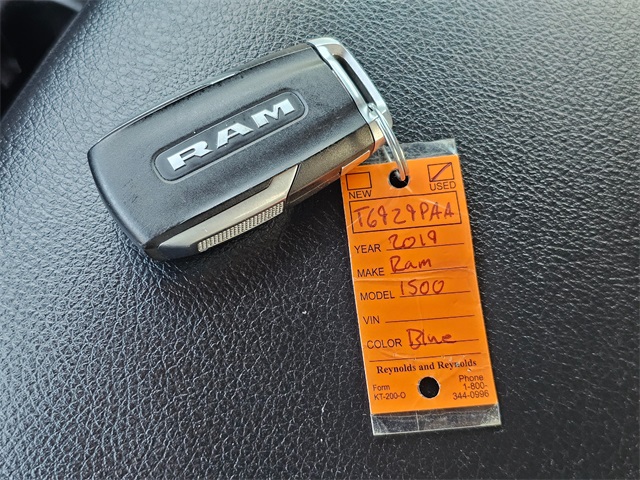 RAM
NEW
USED
T6929PAA
YEAR 2019
MAKE Ram
MODEL 1500
VIN
COLOR Blue
Reynolds and Reynolds
Form
KT-200-O
Phone
1-800-
344-0996